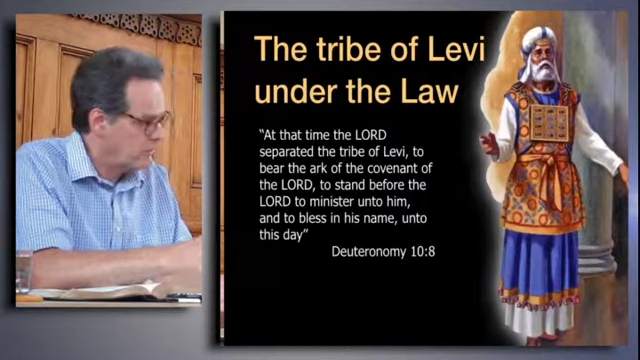 The tribe of Levi
under the Law
“At that time the LORD
separated the tribe of Levi, to
bear the ark of the covenant of
the LORD, to stand before the
LORD to minister unto him,
and to bless in his name, unto
this day”
Deuteronomy 10:8